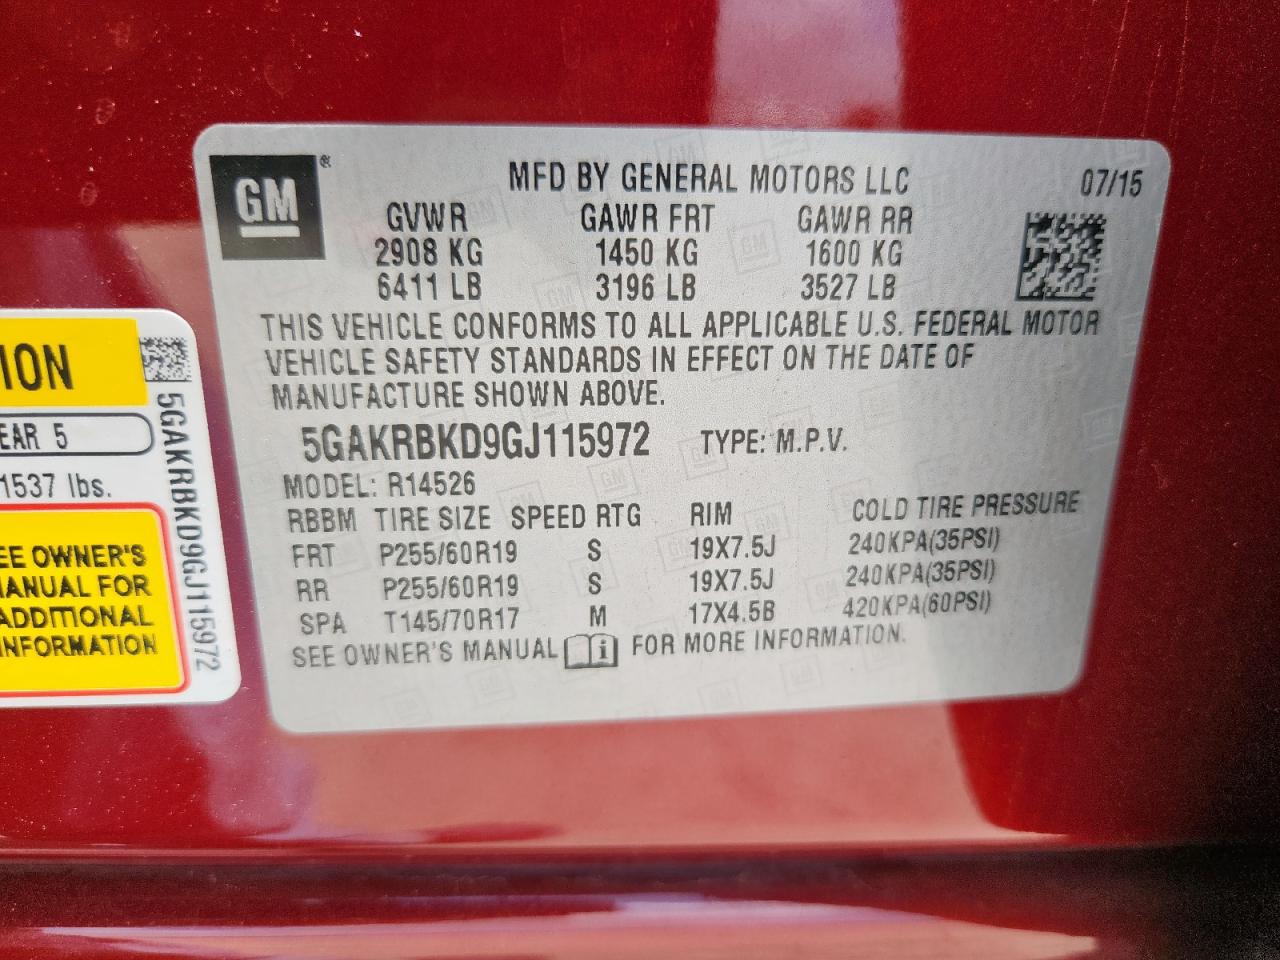 GM ®
MFD BY GENERAL MOTORS LLC 07/15
GVWR GAWR FRT GAWR RR
2908 KG 1450 KG 1600 KG
6411 LB 3196 LB 3527 LB
THIS VEHICLE CONFORMS TO ALL APPLICABLE U.S. FEDERAL MOTOR
VEHICLE SAFETY STANDARDS IN EFFECT ON THE DATE OF
MANUFACTURE SHOWN ABOVE.
5GAKRBKD9GJ115972 TYPE: M.P.V.
MODEL: R14526
RBBM TIRE SIZE SPEED RTG RIM COLD TIRE PRESSURE
FRT P255/60R19 S 19X7.5J 240KPA(35PSI)
RR P255/60R19 S 19X7.5J 240KPA(35PSI)
SPA T145/70R17 M 17X4.5B 420KPA(60PSI)
SEE OWNER'S MANUAL FOR MORE INFORMATION.
ION
EAR 5
1537 lbs.
EE OWNER'S
ANUAL FOR
ADDITIONAL
INFORMATION
5GAKRBKD9GJ115972